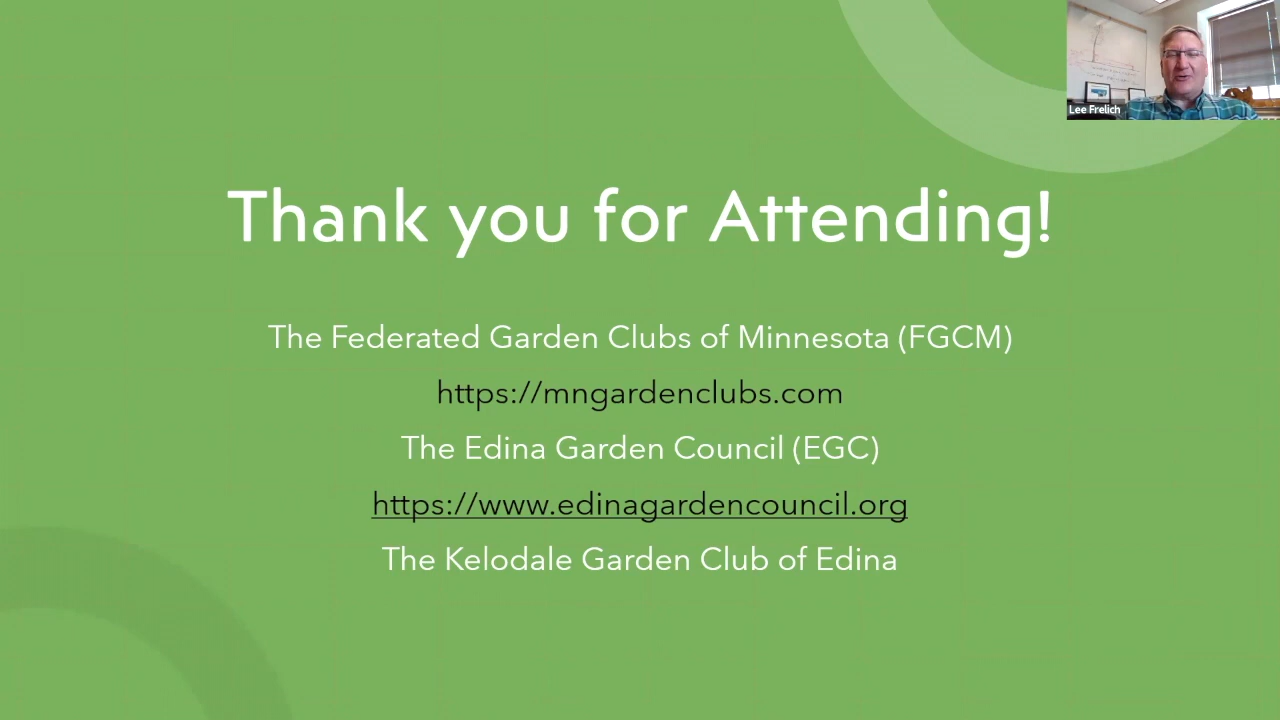 Thank you for Attending!
The Federated Garden Clubs of Minnesota (FGCM)
https://mngardenclubs.com
The Edina Garden Council (EGC)
https://www.edinagardencouncil.org
The Kelodale Garden Club of Edina
Lee Frelich